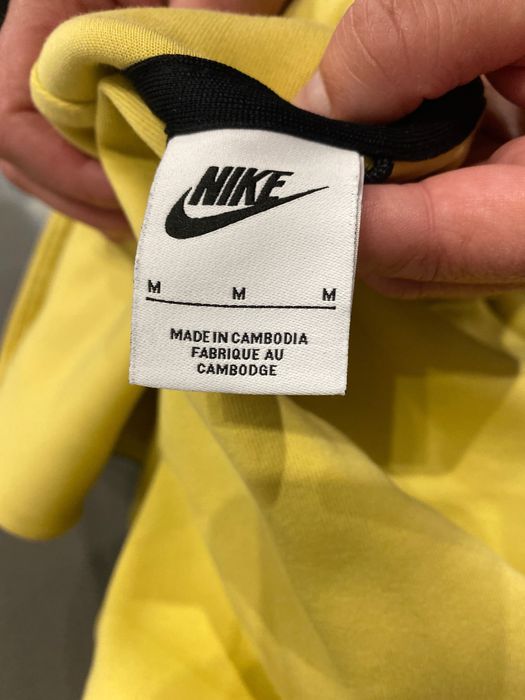 NIKE
M M M
MADE IN CAMBODIA
FABRIQUE AU
CAMBODGE